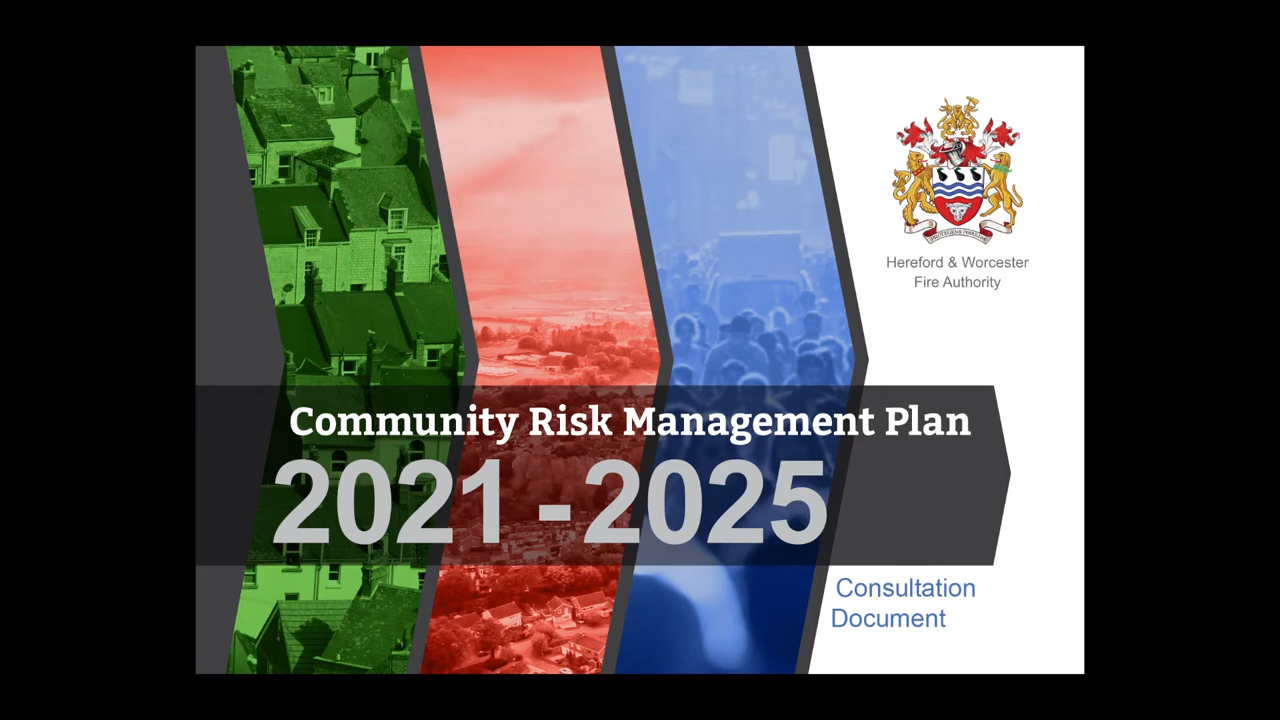 Hereford & Worcester
Fire Authority
Community Risk Management Plan
2021 - 2025
Consultation
Document